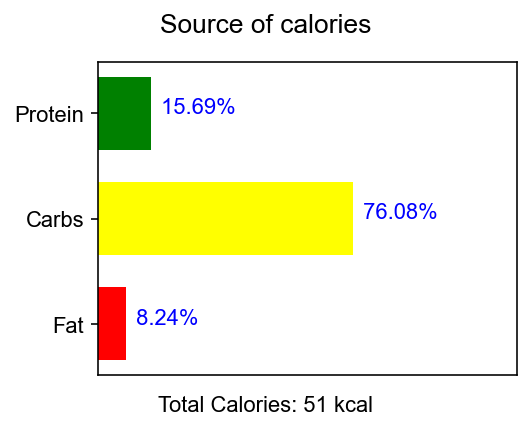 Source of calories
Protein 15.69%
Carbs 76.08%
Fat 8.24%
Total Calories: 51 kcal